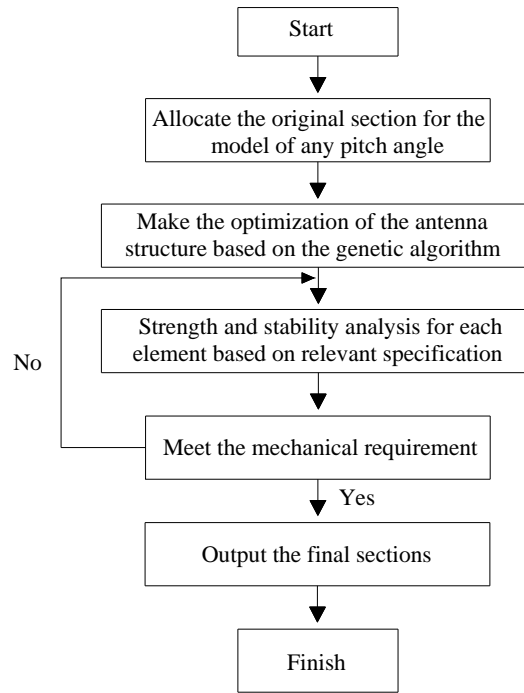 Start
Allocate the original section for the
model of any pitch angle
Make the optimization of the antenna
structure based on the genetic algorithm
Strength and stability analysis for each
element based on relevant specification
No
Meet the mechanical requirement
Yes
Output the final sections
Finish